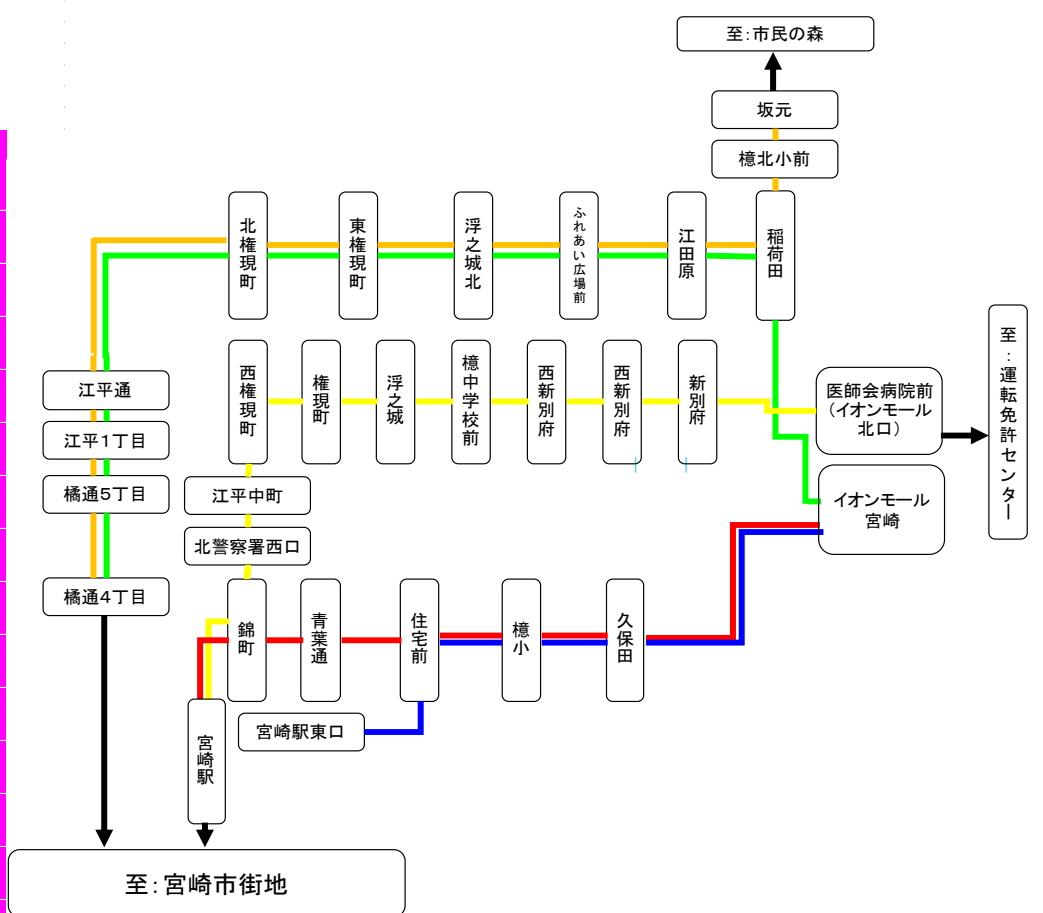 至:市民の森
坂元
檍北小前
北権現町
東権現町
浮之城北
ふれあい広場前
江田原
稲荷田
至:運転免許センター
江平通
江平1丁目
橘通5丁目
橘通4丁目
西権現町
権現町
浮之城
檍中学校前
西新別府
西新別府
新別府
医師会病院前
(イオンモール
北口)
江平中町
北警察署西口
イオンモール
宮崎
錦町
青葉通
住宅前
檍小
久保田
宮崎駅東口
宮崎駅
至:宮崎市街地